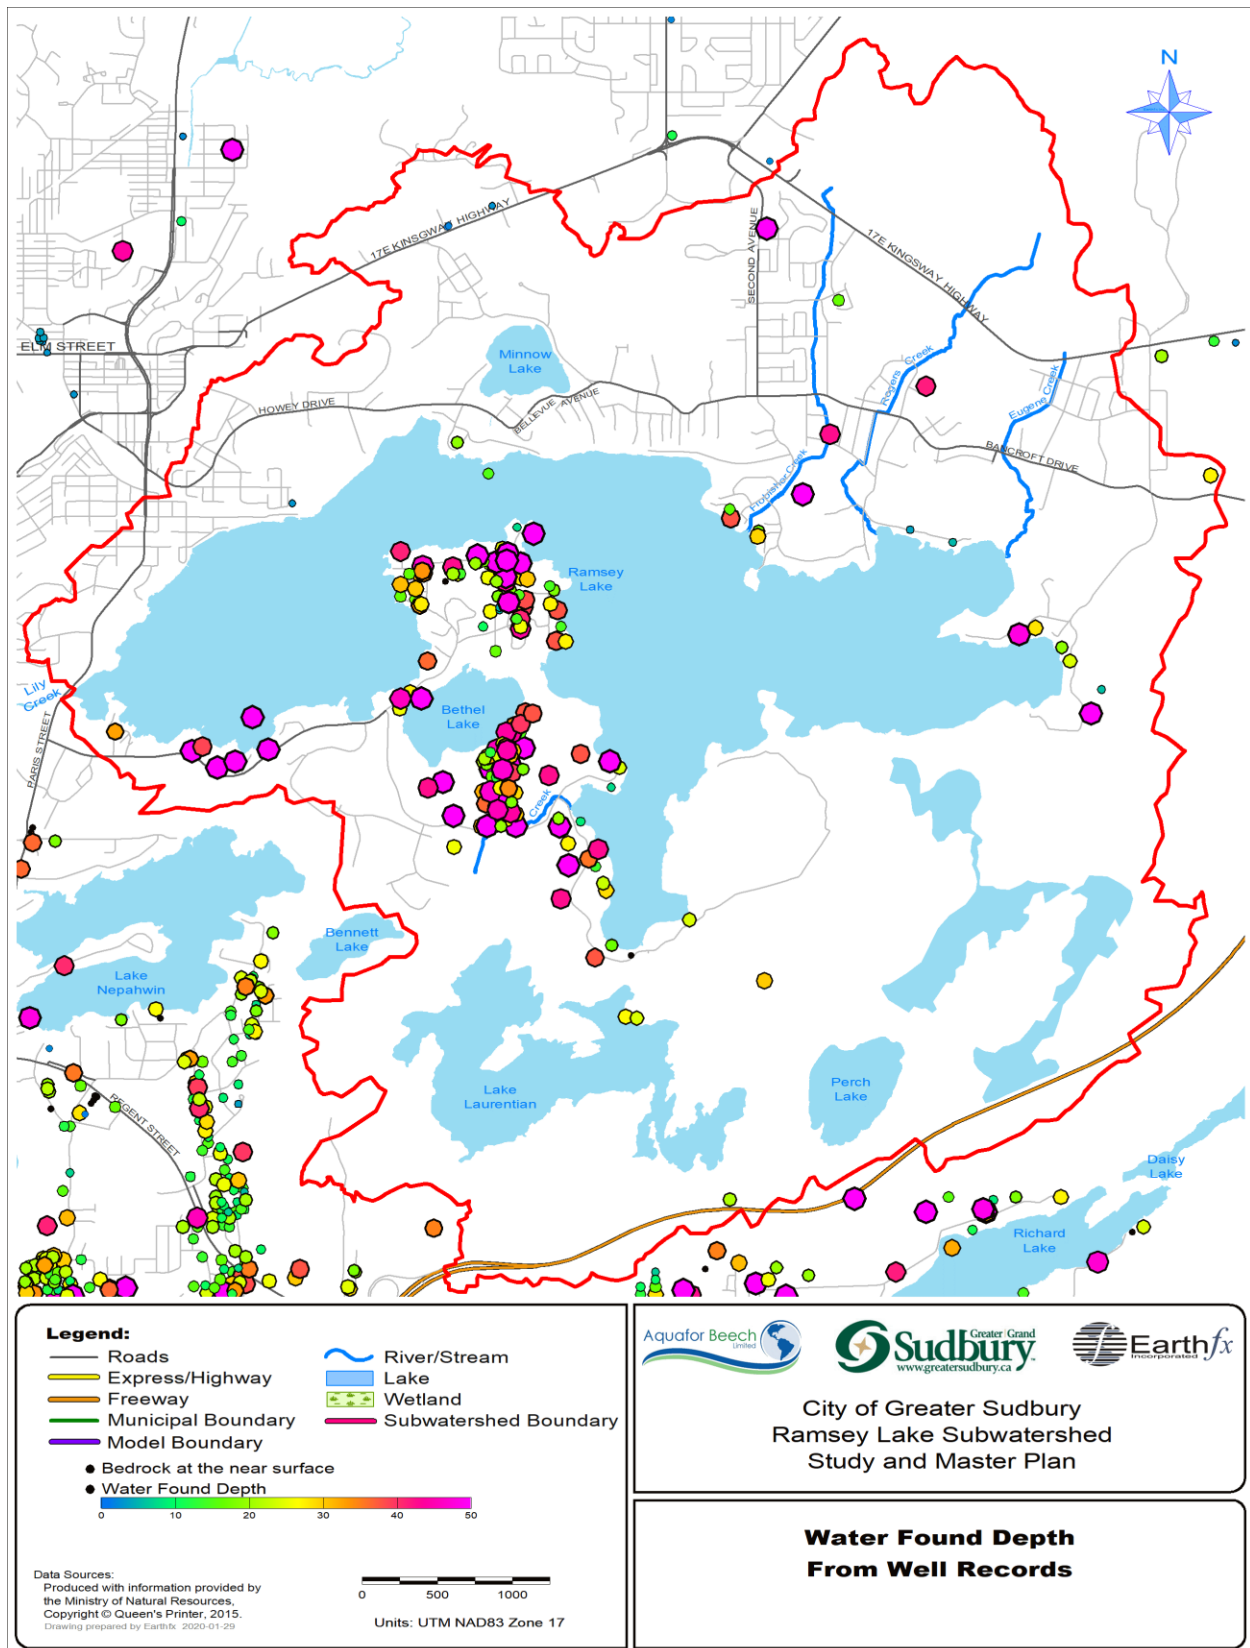 N
17E KINSGWAY HIGHWAY
SECOND AVENUE
17E KINGSWAY HIGHWAY
ELM STREET
Minnow
Lake
Rogers Creek
Eugene Creek
HOWEY DRIVE
BELLEVUE AVENUE
BANCROFT DRIVE
Frobisher Creek
Ramsey
Lake
Lily
Creek
Bethel
Lake
PARIS STREET
Creek
Bennett
Lake
Lake
Nepahwin
REGENT STREET
Lake
Laurentian
Perch
Lake
Daisy
Lake
Richard
Lake
Legend:
Roads
Express/Highway
Freeway
Municipal Boundary
Model Boundary
River/Stream
Lake
Wetland
Subwatershed Boundary
Bedrock at the near surface
Water Found Depth
0 10 20 30 40 50
Data Sources:
Produced with information provided by
the Ministry of Natural Resources,
Copyright © Queen's Printer, 2015.
Drawing prepared by Earthfx 2020-01-29
0 500 1000
Units: UTM NAD83 Zone 17
Aquafor Beech
Limited
Greater Grand
Sudbury
www.greatersudbury.ca
Earthfx
Incorporated
City of Greater Sudbury
Ramsey Lake Subwatershed
Study and Master Plan
Water Found Depth
From Well Records